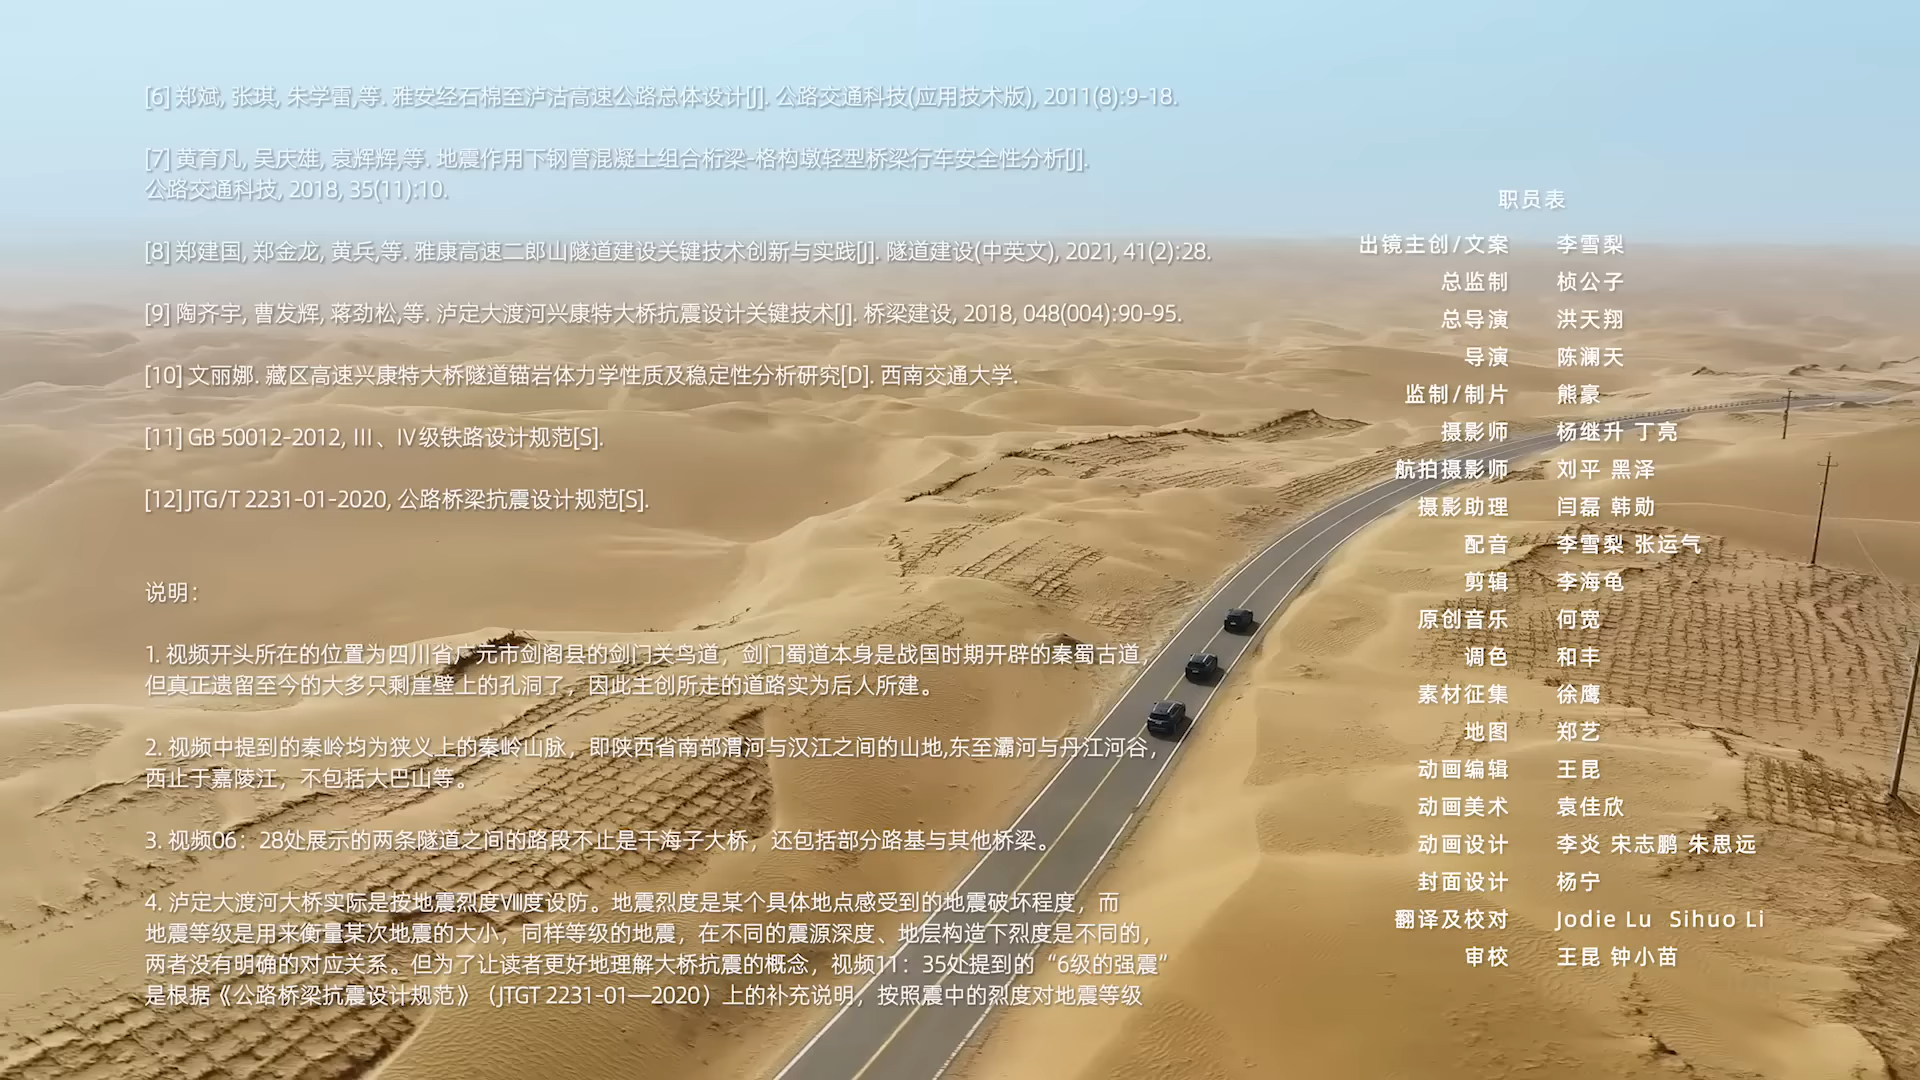 [6] 郑斌, 张琪, 朱学雷,等. 雅安经石棉至泸沽高速公路总体设计[J]. 公路交通科技(应用技术版), 2011(8):9-18.
[7] 黄育凡, 吴庆雄, 袁辉辉,等. 地震作用下钢管混凝土组合桁梁-格构墩轻型桥梁行车安全性分析[J].
公路交通科技, 2018, 35(11):10.
[8] 郑建国, 郑金龙, 黄兵,等. 雅康高速二郎山隧道建设关键技术创新与实践[J]. 隧道建设(中英文), 2021, 41(2):28.
[9] 陶齐宇, 曹发辉, 蒋劲松,等. 泸定大渡河兴康特大桥抗震设计关键技术[J]. 桥梁建设, 2018, 048(004):90-95.
[10] 文丽娜. 藏区高速兴康特大桥隧道锚岩体力学性质及稳定性分析研究[D]. 西南交通大学.
[11] GB 50012-2012, III、IV级铁路设计规范[S].
[12] JTG/T 2231-01-2020, 公路桥梁抗震设计规范[S].
说明：
1. 视频开头所在的位置为四川省广元市剑阁县的剑门关鸟道，剑门蜀道本身是战国时期开辟的秦蜀古道，
但真正遗留至今的大多只剩崖壁上的孔洞了，因此主创所走的道路实为后人所建。
2. 视频中提到的秦岭均为狭义上的秦岭山脉，即陕西省南部渭河与汉江之间的山地,东至灞河与丹江河谷，
西止于嘉陵江，不包括大巴山等。
3. 视频06：28处展示的两条隧道之间的路段不止是干海子大桥，还包括部分路基与其他桥梁。
4. 泸定大渡河大桥实际是按地震烈度Ⅷ度设防。地震烈度是某个具体地点感受到的地震破坏程度，而
地震等级是用来衡量某次地震的大小，同样等级的地震，在不同的震源深度、地层构造下烈度是不同的，
两者没有明确的对应关系。但为了让读者更好地理解大桥抗震的概念，视频11：35处提到的“6级的强震”
是根据《公路桥梁抗震设计规范》（JTGT 2231-01—2020）上的补充说明，按照震中的烈度对地震等级
职员表
出镜主创/文案 李雪梨
总监制 桢公子
总导演 洪天翔
导演 陈澜天
监制/制片 熊豪
摄影师 杨继升 丁亮
航拍摄影师 刘平 黑泽
摄影助理 闫磊 韩勋
配音 李雪梨 张运气
剪辑 李海龟
原创音乐 何宽
调色 和丰
素材征集 徐鹰
地图 郑艺
动画编辑 王昆
动画美术 袁佳欣
动画设计 李炎 宋志鹏 朱思远
封面设计 杨宁
翻译及校对 Jodie Lu Sihuo Li
审校 王昆 钟小苗